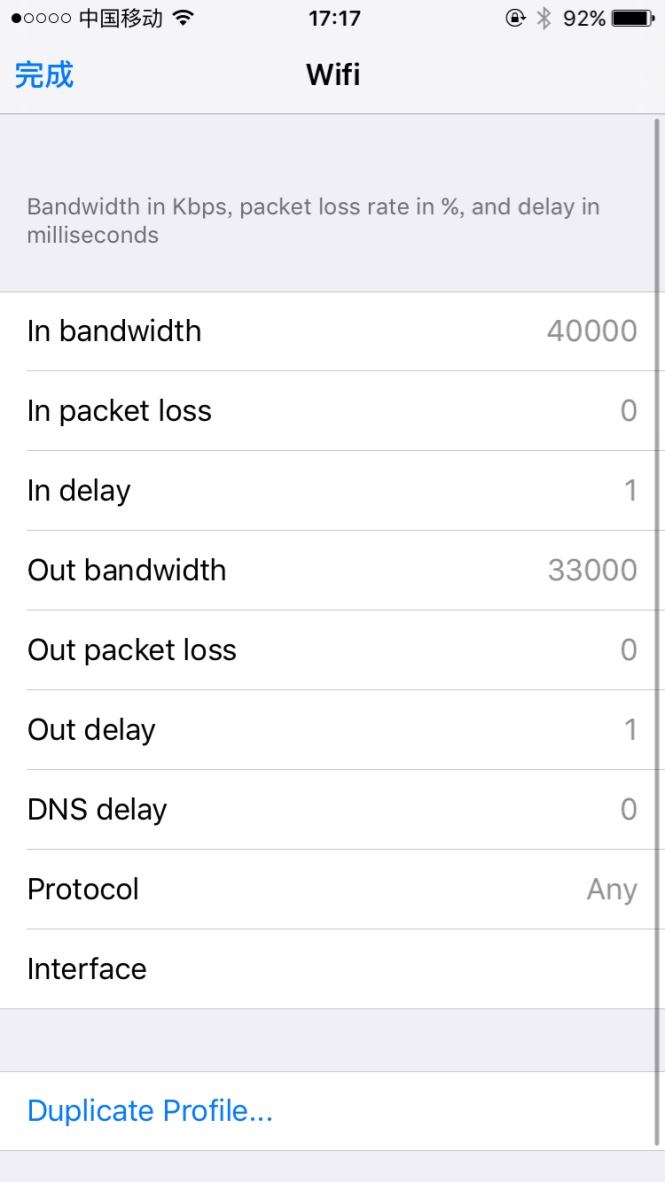 中国移动 17:17 92%
完成 Wifi
Bandwidth in Kbps, packet loss rate in %, and delay in
milliseconds
In bandwidth 40000
In packet loss 0
In delay 1
Out bandwidth 33000
Out packet loss 0
Out delay 1
DNS delay 0
Protocol Any
Interface
Duplicate Profile...